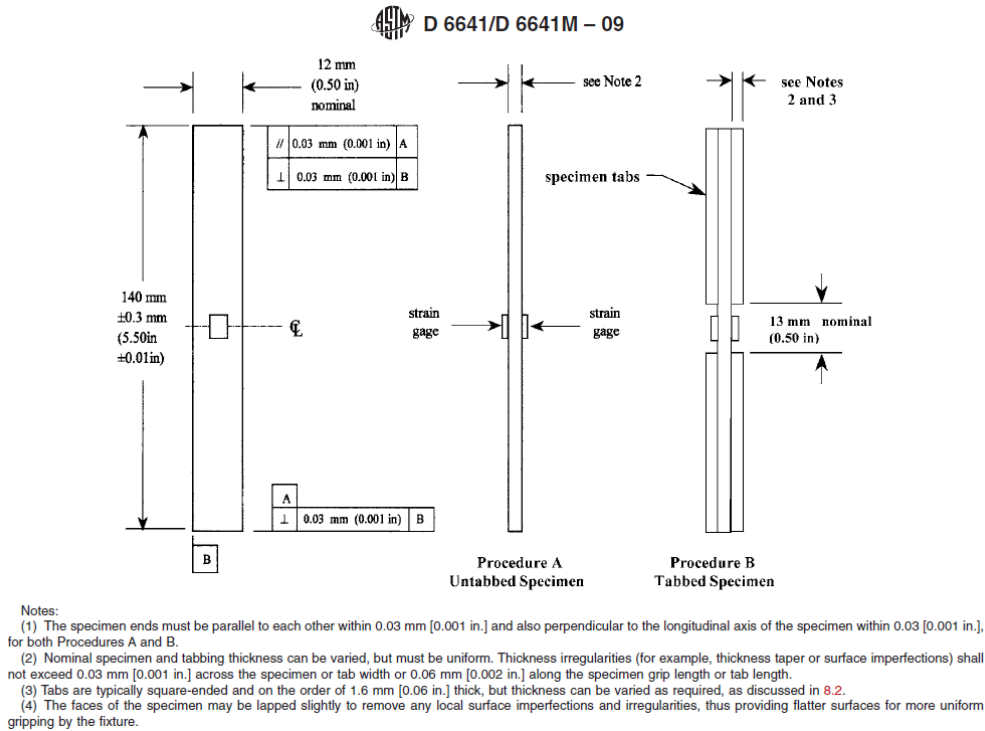 ASTM D 6641/D 6641M – 09
12 mm
(0.50 in)
nominal
see Note 2
see Notes
2 and 3
// 0.03 mm (0.001 in) A
⊥ 0.03 mm (0.001 in) B
specimen tabs
140 mm
±0.3 mm
(5.50in
±0.01in)
℄
strain
gage
strain
gage
13 mm nominal
(0.50 in)
A
⊥ 0.03 mm (0.001 in) B
B
Procedure A
Untabbed Specimen
Procedure B
Tabbed Specimen
Notes:
(1) The specimen ends must be parallel to each other within 0.03 mm [0.001 in.] and also perpendicular to the longitudinal axis of the specimen within 0.03 [0.001 in.],
for both Procedures A and B.
(2) Nominal specimen and tabbing thickness can be varied, but must be uniform. Thickness irregularities (for example, thickness taper or surface imperfections) shall
not exceed 0.03 mm [0.001 in.] across the specimen or tab width or 0.06 mm [0.002 in.] along the specimen grip length or tab length.
(3) Tabs are typically square-ended and on the order of 1.6 mm [0.06 in.] thick, but thickness can be varied as required, as discussed in 8.2.
(4) The faces of the specimen may be lapped slightly to remove any local surface imperfections and irregularities, thus providing flatter surfaces for more uniform
gripping by the fixture.